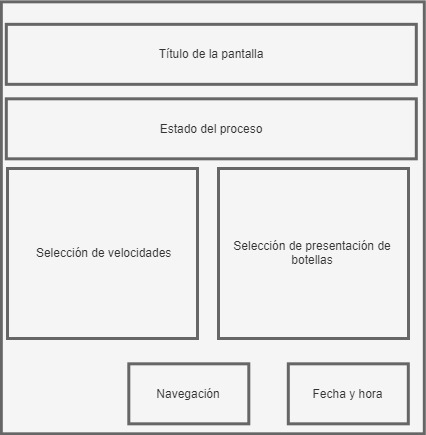 Título de la pantalla
Estado del proceso
Selección de velocidades
Selección de presentación de
botellas
Navegación
Fecha y hora